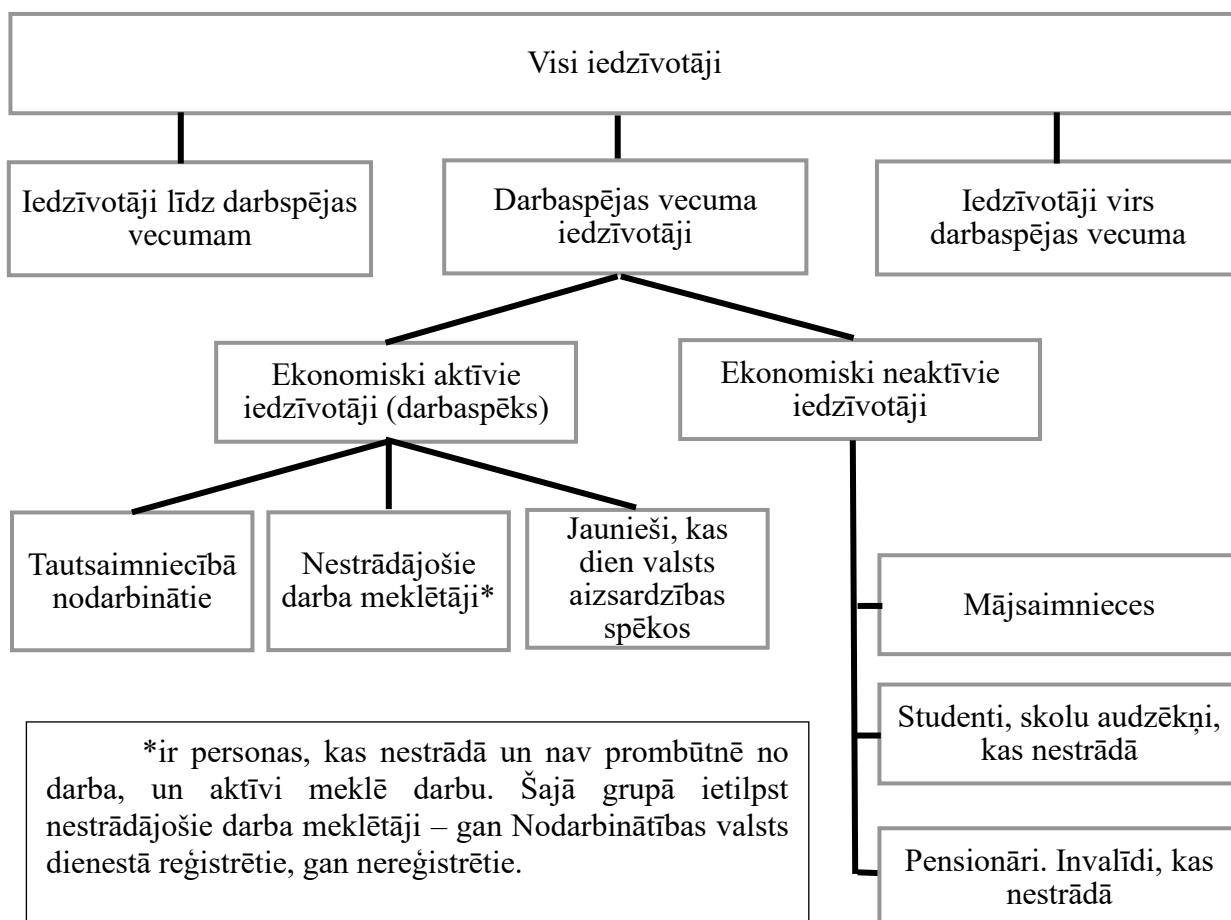 Visi iedzīvotāji
Iedzīvotāji līdz darbspējas
vecumam
Darbaspējas vecuma
iedzīvotāji
Iedzīvotāji virs
darbaspējas vecuma
Ekonomiski aktīvie
iedzīvotāji (darbaspēks)
Ekonomiski neaktīvie
iedzīvotāji
Tautsaimniecībā
nodarbinātie
Nestrādājošie
darba meklētāji*
Jaunieši, kas
dien valsts
aizsardzības
spēkos
Mājsaimnieces
Studenti, skolu audzēkņi,
kas nestrādā
Pensionāri. Invalīdi, kas
nestrādā
*ir personas, kas nestrādā un nav prombūtnē no
darba, un aktīvi meklē darbu. Šajā grupā ietilpst
nestrādājošie darba meklētāji – gan Nodarbinātības valsts
dienestā reģistrētie, gan nereģistrētie.